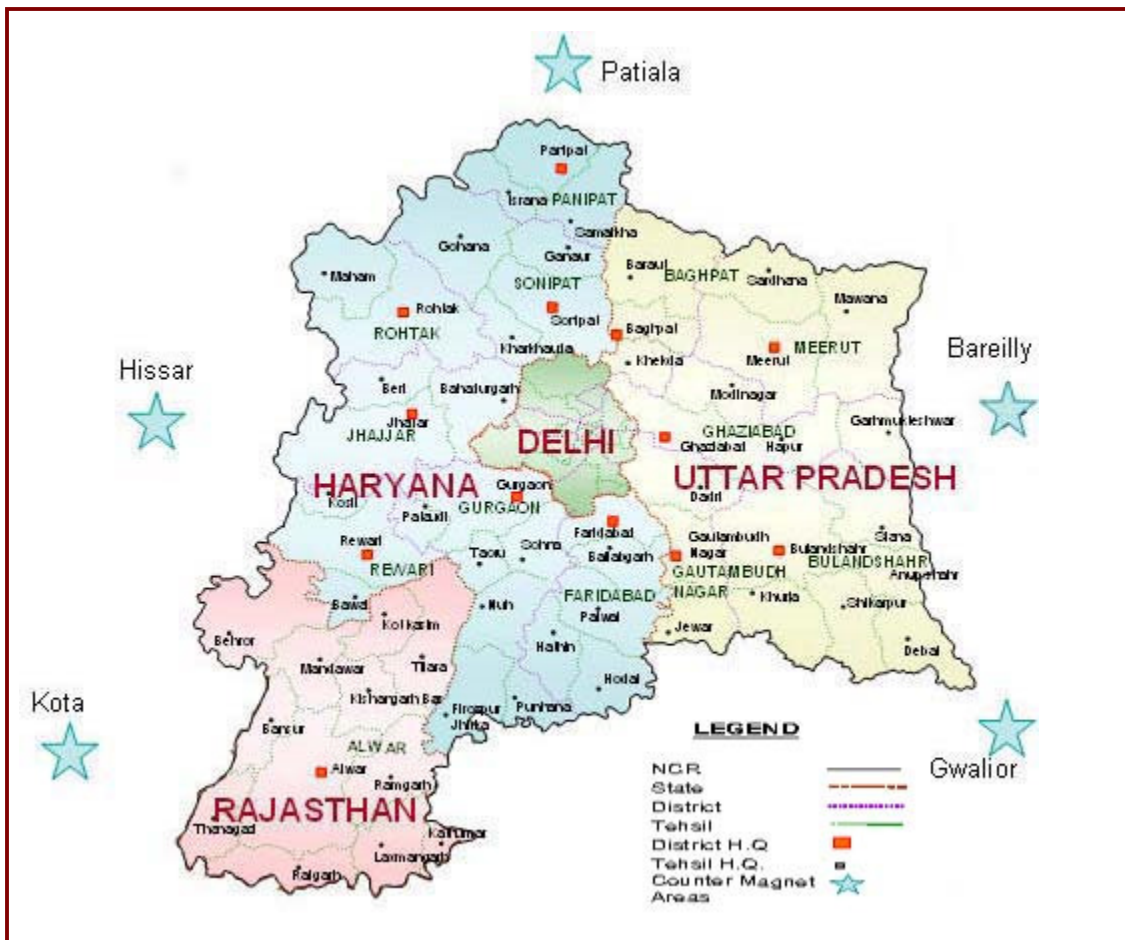 Patiala
Panipat
Israna
PANIPAT
Samalkha
Gohana
Ganaur
Maham
SONIPAT
Baraut
BAGHPAT
Sardhana
Mawana
Rohtak
ROHTAK
Sonipat
Baghpat
Kharkhauda
Khekda
Meerut
MEERUT
Bareilly
Hissar
Beri
Bahadurgarh
Modinagar
Jhajjar
JHAJJAR
DELHI
GHAZIABAD
Ghaziabad
Hapur
Garhmukteshwar
HARYANA
UTTAR PRADESH
Gurgaon
GURGAON
Kosli
Pataudi
Dadri
Faridabad
Rewari
REWARI
Taoru
Sohna
Ballabgarh
Gautambudh
Nagar
GAUTAMBUDH
NAGAR
Bulandshahr
BULANDSHAHR
Siana
Anupshahr
FARIDABAD
Bawal
Nuh
Palwal
Khurja
Shikarpur
Kotkasim
Behror
Hathin
Jewar
Debai
Mandawar
Tijara
Kishangarh Bas
Hodal
Kota
Bansur
Firozpur
Jhirka
Punhana
LEGEND
ALWAR
Alwar
Ramgarh
RAJASTHAN
Thanagazi
Kathumar
Laxmangarh
Rajgarh
Gwalior
NCR
State
District
Tehsil
District H.Q
Tehsil H.Q.
Counter Magnet
Areas